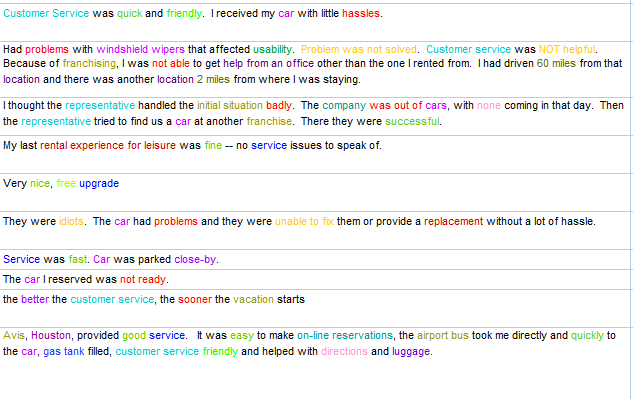 Customer Service was quick and friendly. I received my car with little hassles.
Had problems with windshield wipers that affected usability. Problem was not solved. Customer service was NOT helpful.
Because of franchising, I was not able to get help from an office other than the one I rented from. I had driven 60 miles from that
location and there was another location 2 miles from where I was staying.
I thought the representative handled the initial situation badly. The company was out of cars, with none coming in that day. Then
the representative tried to find us a car at another franchise. There they were successful.
My last rental experience for leisure was fine -- no service issues to speak of.
Very nice, free upgrade
They were idiots. The car had problems and they were unable to fix them or provide a replacement without a lot of hassle.
Service was fast. Car was parked close-by.
The car I reserved was not ready.
the better the customer service, the sooner the vacation starts
Avis, Houston, provided good service. It was easy to make on-line reservations, the airport bus took me directly and quickly to
the car, gas tank filled, customer service friendly and helped with directions and luggage.